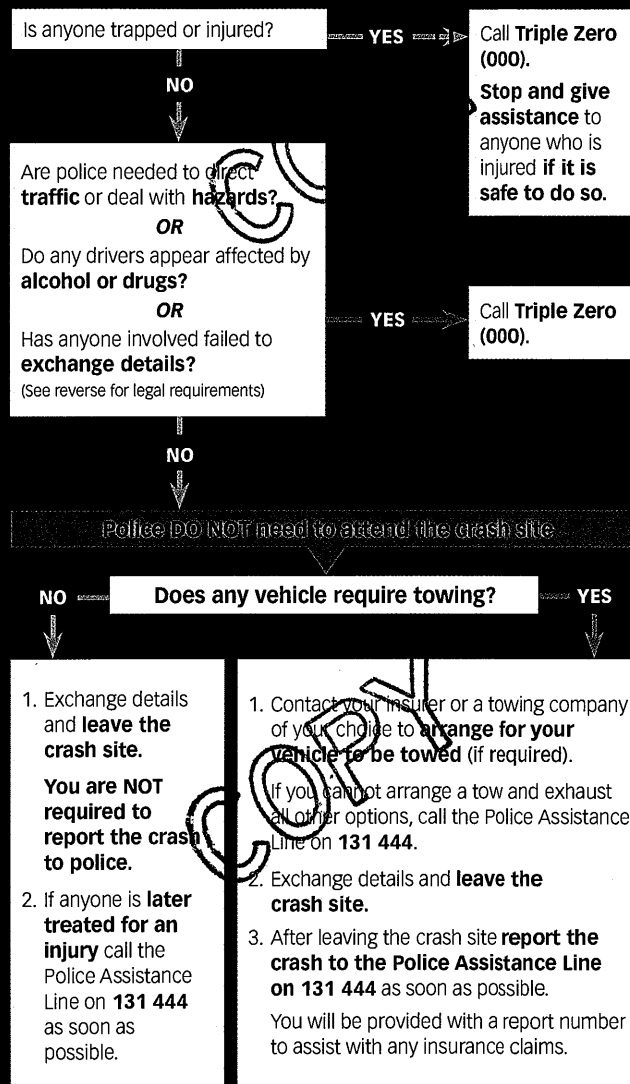 Is anyone trapped or injured?
YES
Call Triple Zero
(000).
Stop and give
assistance to
anyone who is
injured if it is
safe to do so.
NO
Are police needed to direct
traffic or deal with hazards?
OR
Do any drivers appear affected by
alcohol or drugs?
OR
Has anyone involved failed to
exchange details?
(See reverse for legal requirements)
YES
Call Triple Zero
(000).
NO
Police DO NOT need to attend the crash site
Does any vehicle require towing?
NO
YES
1. Exchange details
and leave the
crash site.
You are NOT
required to
report the crash
to police.
2. If anyone is later
treated for an
injury call the
Police Assistance
Line on 131 444
as soon as
possible.
1. Contact your insurer or a towing company
of your choice to arrange for your
vehicle to be towed (if required).
If you cannot arrange a tow and exhaust
all other options, call the Police Assistance
Line on 131 444.
2. Exchange details and leave the
crash site.
3. After leaving the crash site report the
crash to the Police Assistance Line
on 131 444 as soon as possible.
You will be provided with a report number
to assist with any insurance claims.
COPY